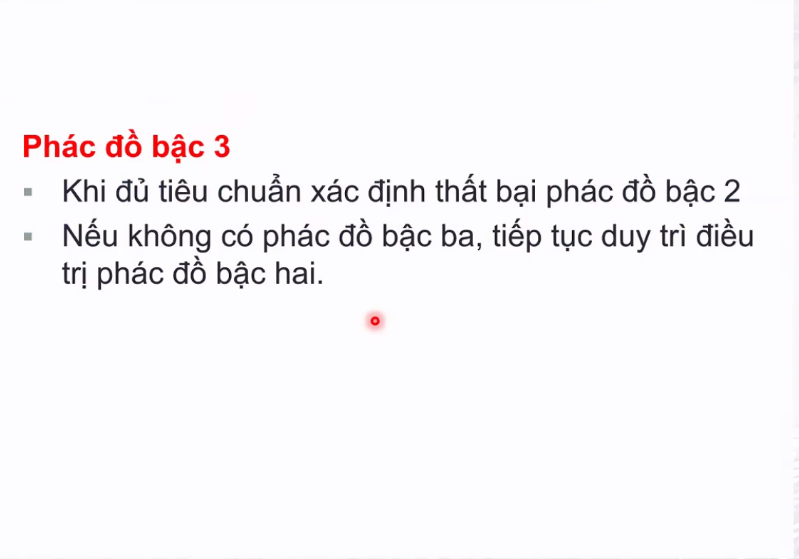 Phác đồ bậc 3
▪ Khi đủ tiêu chuẩn xác định thất bại phác đồ bậc 2
▪ Nếu không có phác đồ bậc ba, tiếp tục duy trì điều
trị phác đồ bậc hai.